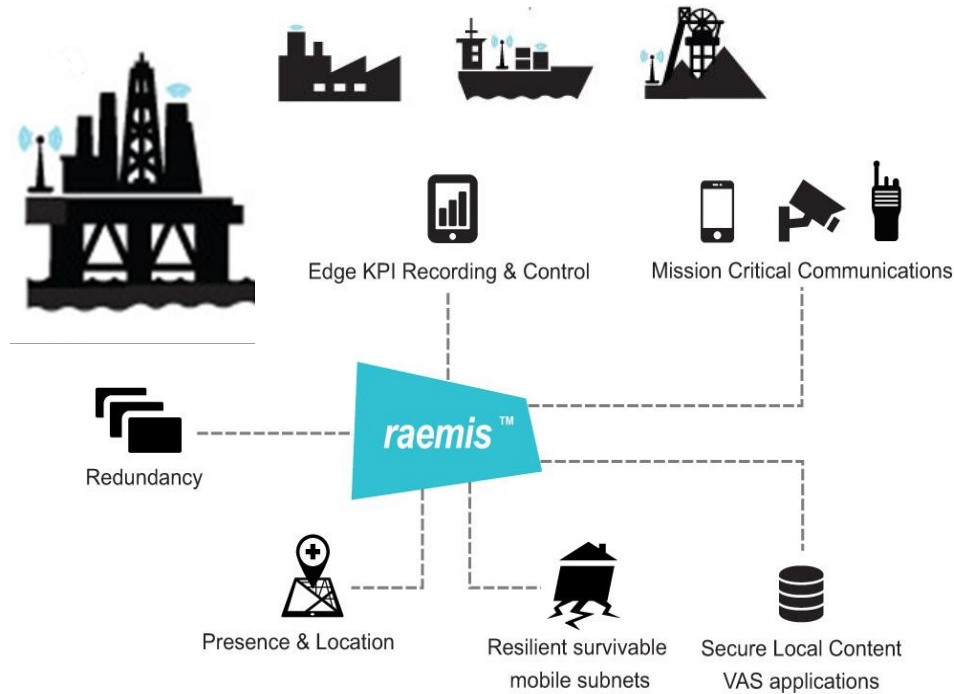 Edge KPI Recording & Control
Mission Critical Communications
raemis™
Redundancy
Presence & Location
Resilient survivable
mobile subnets
Secure Local Content
VAS applications